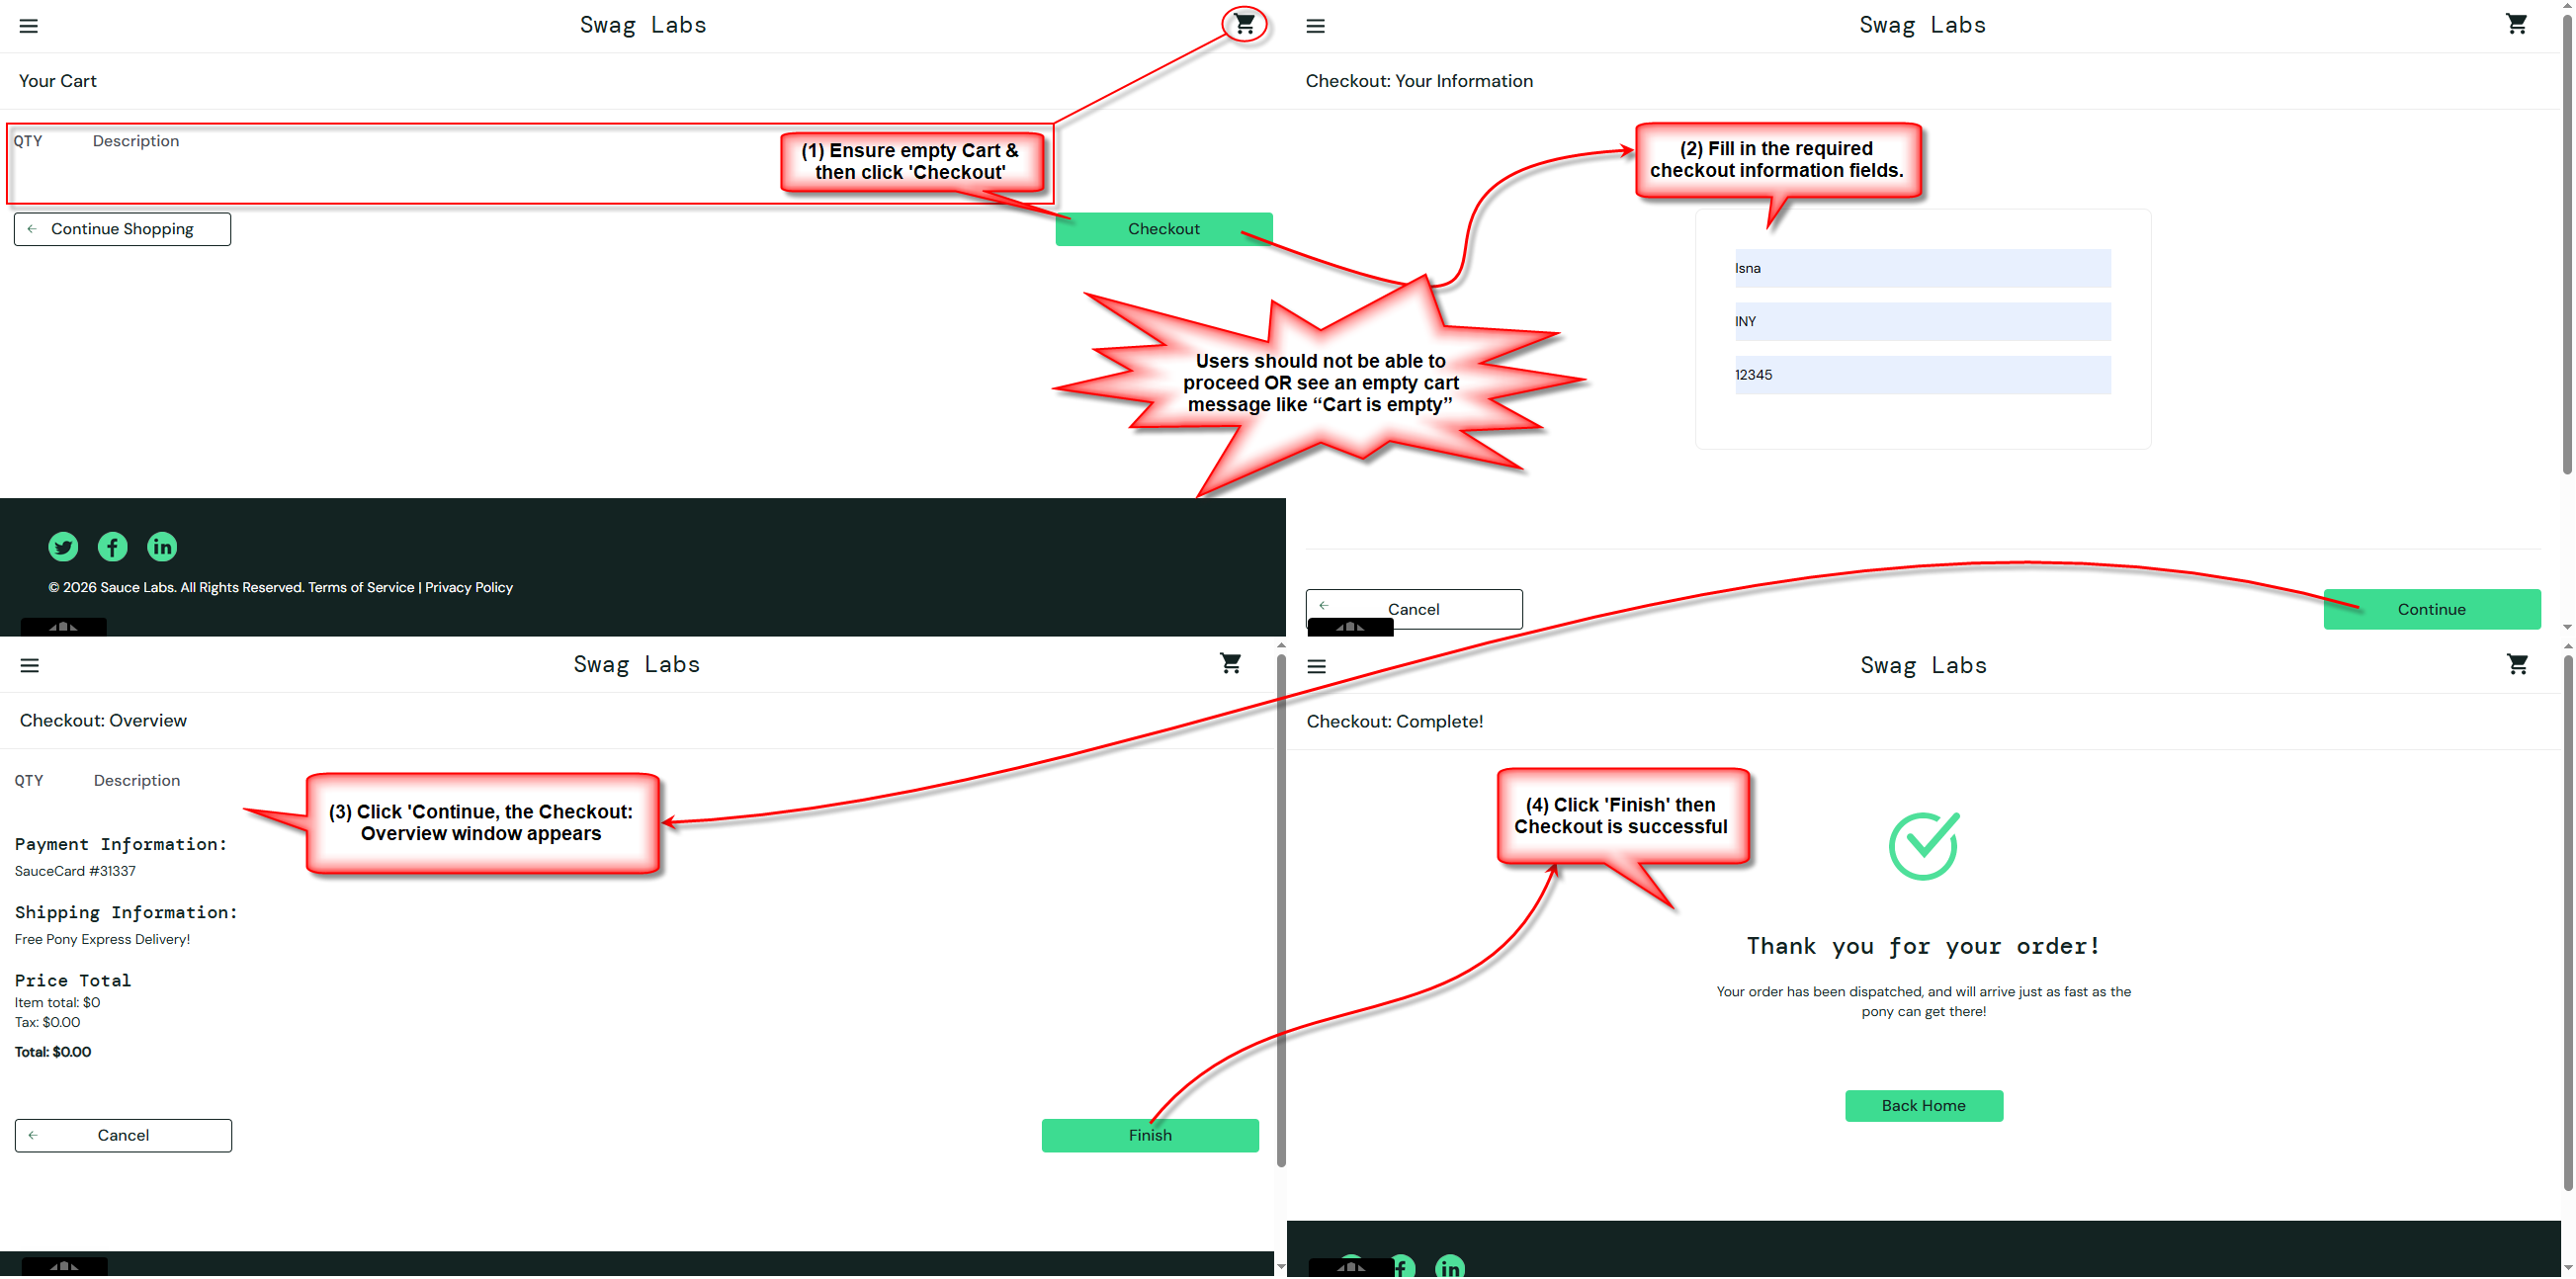 Swag Labs
Your Cart
QTY Description
(1) Ensure empty Cart &
then click 'Checkout'
Continue Shopping
Checkout
Users should not be able to
proceed OR see an empty cart
message like “Cart is empty”
© 2026 Sauce Labs. All Rights Reserved. Terms of Service | Privacy Policy
Swag Labs
Checkout: Your Information
(2) Fill in the required
checkout information fields.
Isna
INY
12345
Cancel
Continue
Swag Labs
Checkout: Overview
QTY Description
(3) Click 'Continue, the Checkout:
Overview window appears
Payment Information:
SauceCard #31337
Shipping Information:
Free Pony Express Delivery!
Price Total
Item total: $0
Tax: $0.00
Total: $0.00
Cancel
Finish
Swag Labs
Checkout: Complete!
(4) Click 'Finish' then
Checkout is successful
Thank you for your order!
Your order has been dispatched, and will arrive just as fast as the
pony can get there!
Back Home